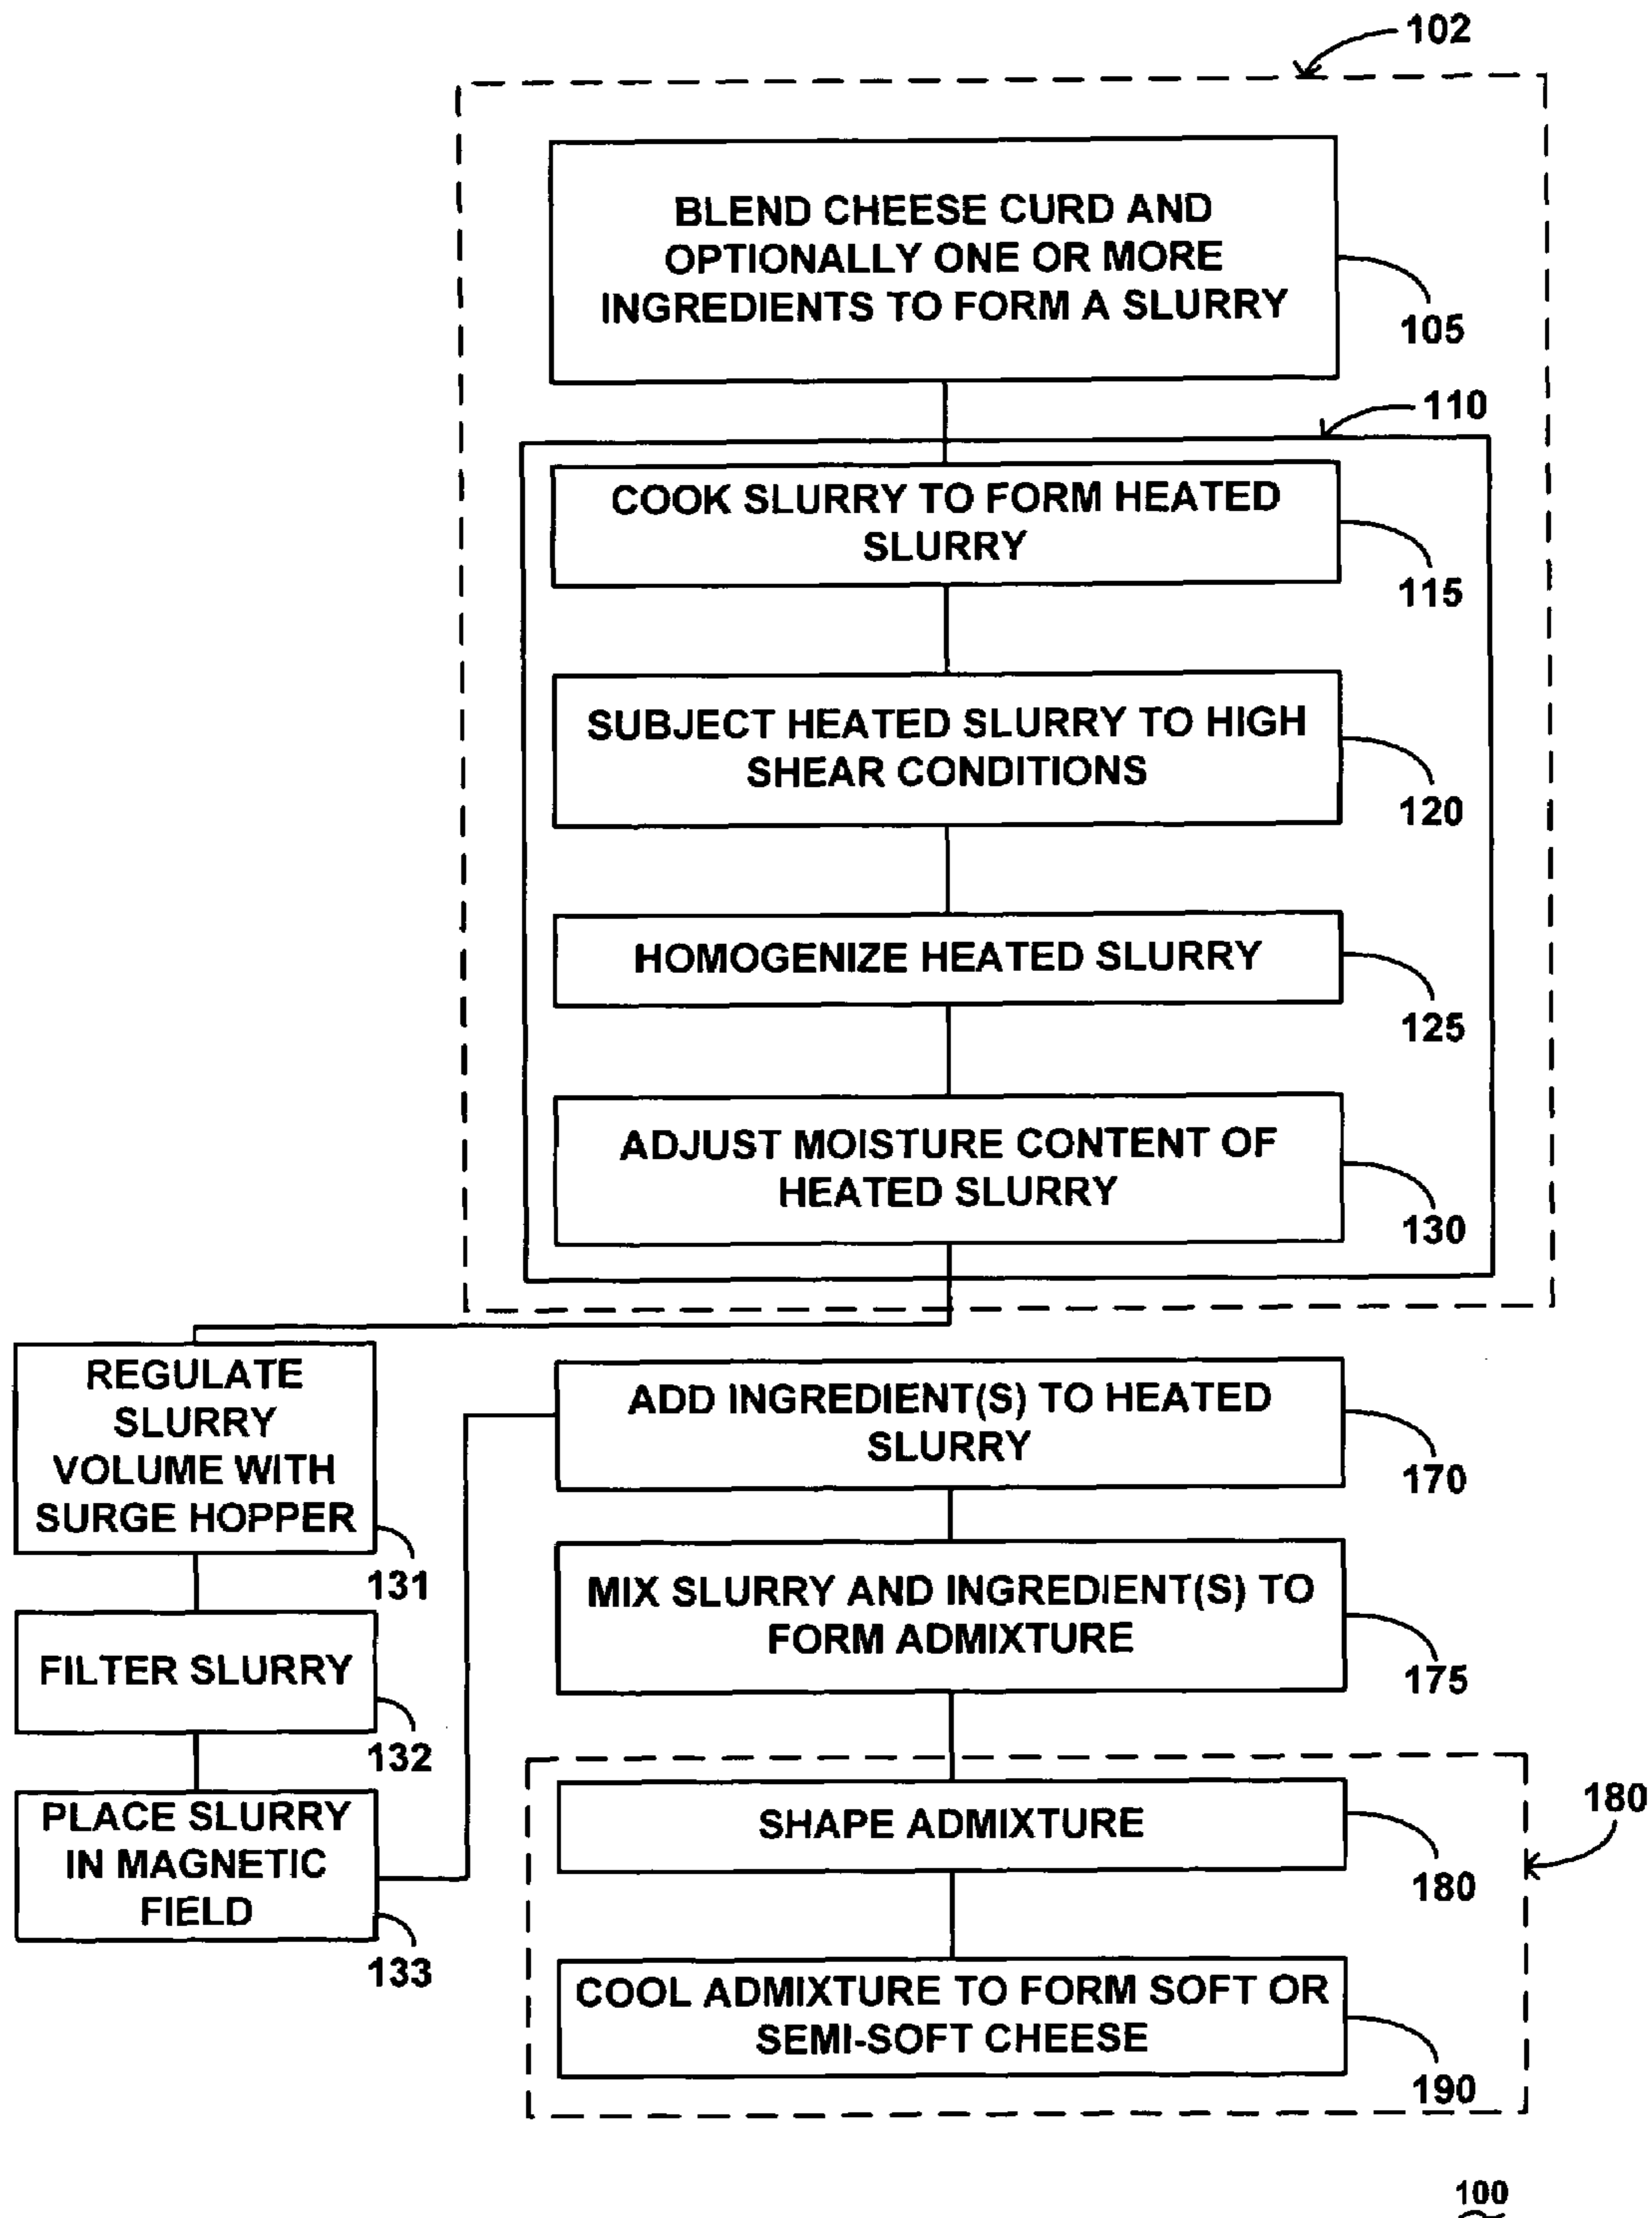 102
BLEND CHEESE CURD AND
OPTIONALLY ONE OR MORE
INGREDIENTS TO FORM A SLURRY
105
110
COOK SLURRY TO FORM HEATED
SLURRY
115
SUBJECT HEATED SLURRY TO HIGH
SHEAR CONDITIONS
120
HOMOGENIZE HEATED SLURRY
125
ADJUST MOISTURE CONTENT OF
HEATED SLURRY
130
REGULATE
SLURRY
VOLUME WITH
SURGE HOPPER
131
FILTER SLURRY
132
PLACE SLURRY
IN MAGNETIC
FIELD
133
ADD INGREDIENT(S) TO HEATED
SLURRY
170
MIX SLURRY AND INGREDIENT(S) TO
FORM ADMIXTURE
175
180
SHAPE ADMIXTURE
180
COOL ADMIXTURE TO FORM SOFT OR
SEMI-SOFT CHEESE
190
100